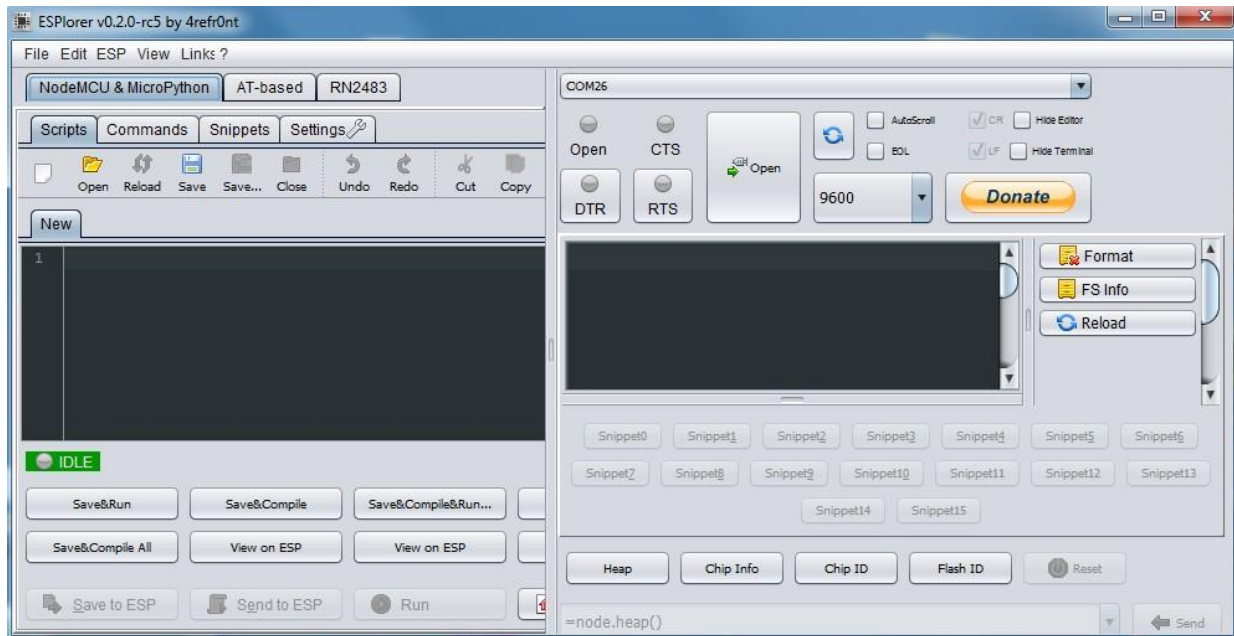 ESPlorer v0.2.0-rc5 by 4refr0nt
File Edit ESP View Links ?
NodeMCU & MicroPython AT-based RN2483
Scripts Commands Snippets Settings
Open Reload Save Save... Close Undo Redo Cut Copy
New
1
IDLE
Save&Run Save&Compile Save&Compile&Run...
Save&Compile All View on ESP View on ESP
Save to ESP Send to ESP Run
COM26
Open CTS Open AutoScroll CR Hide Editor
EOL LF Hide Terminal
DTR RTS 9600 Donate
Format
FS Info
Reload
Snippet0 Snippet1 Snippet2 Snippet3 Snippet4 Snippet5 Snippet6
Snippet7 Snippet8 Snippet9 Snippet10 Snippet11 Snippet12 Snippet13
Snippet14 Snippet15
Heap Chip Info Chip ID Flash ID Reset
=node.heap() Send